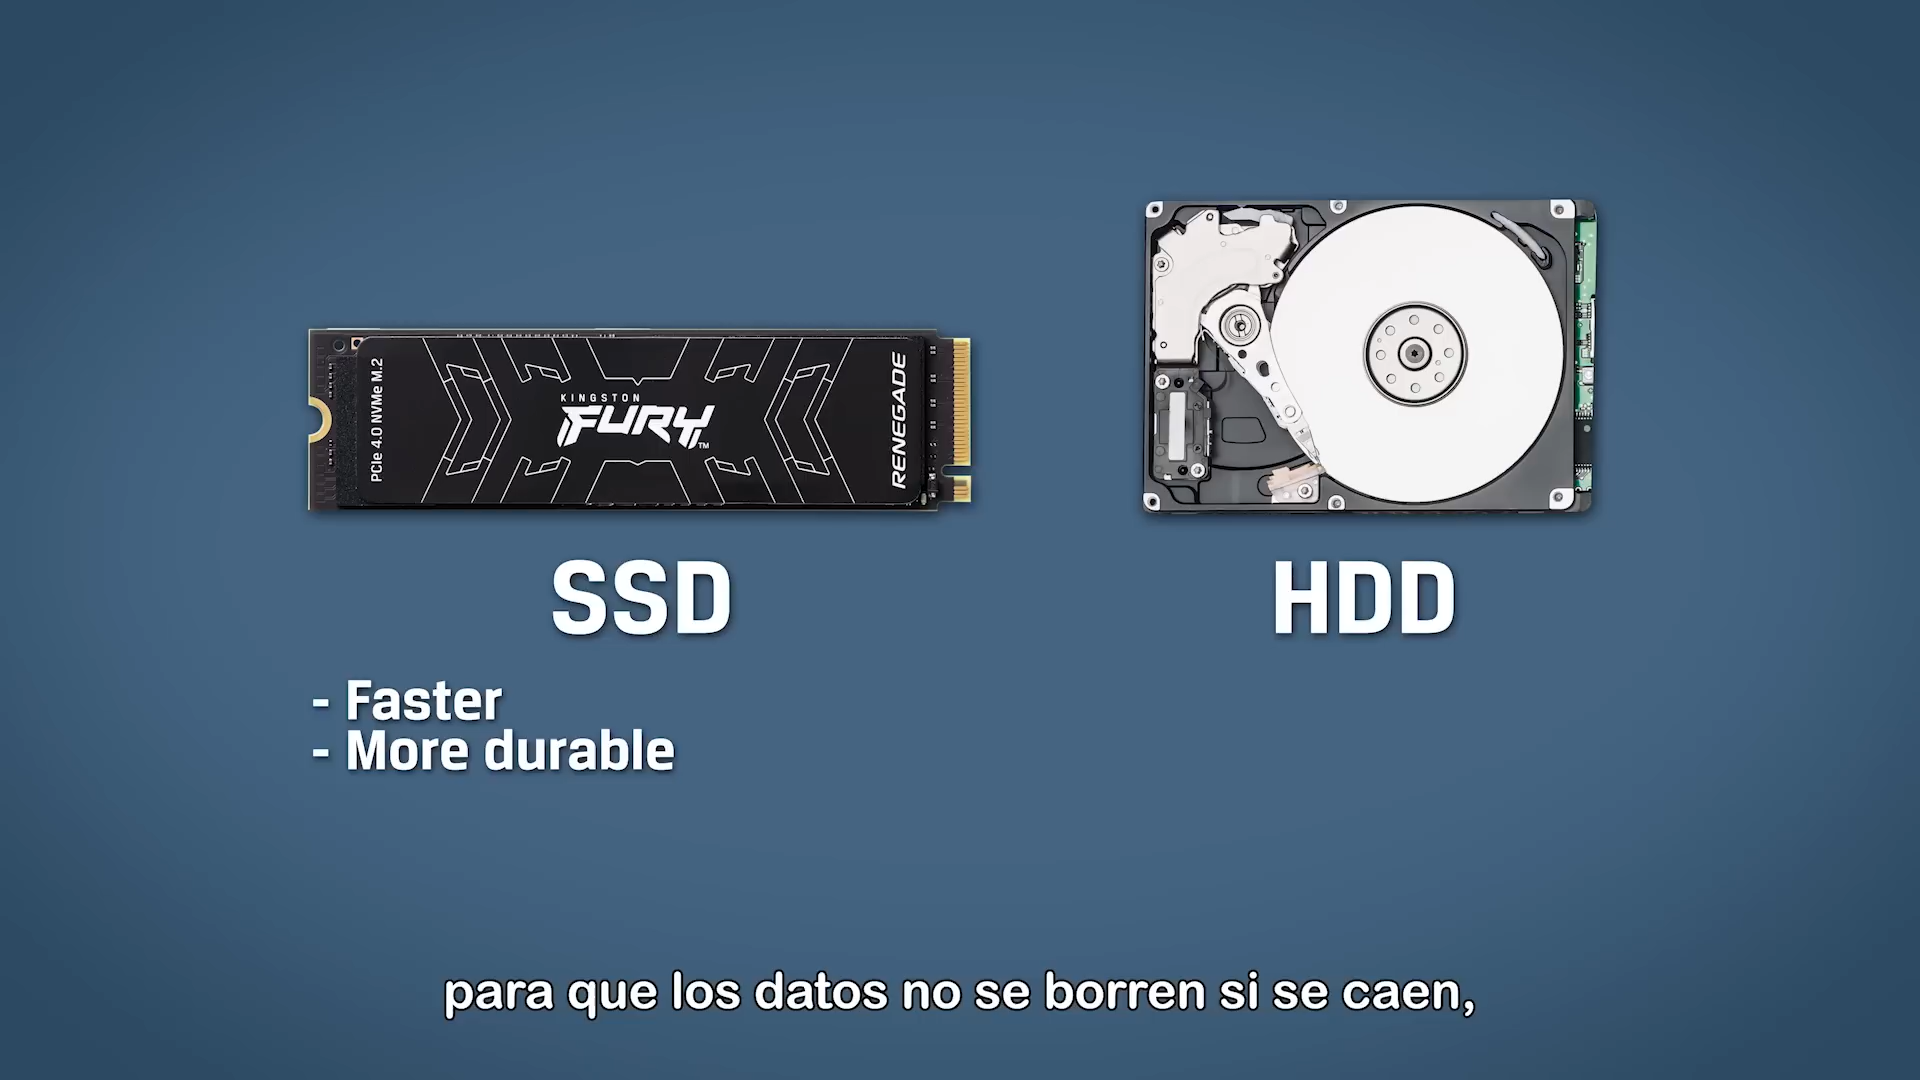 PCIe 4.0 NVMe M.2
KINGSTON
FURY™
RENEGADE
SSD
HDD
- Faster
- More durable
para que los datos no se borren si se caen,